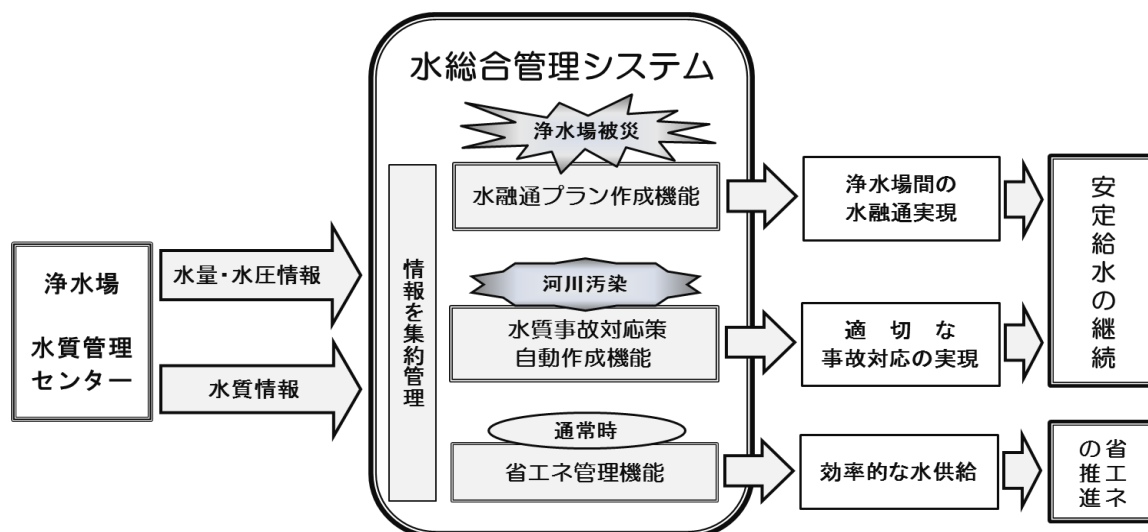 水総合管理システム
浄水場被災
水融通プラン作成機能
浄水場間の
水融通実現
安定給水の継続
浄水場
水質管理
センター
水量・水圧情報
水質情報
情報を集約管理
河川汚染
水質事故対応策
自動作成機能
適切な
事故対応の実現
通常時
省エネ管理機能
効率的な水供給
省エネ
の推進